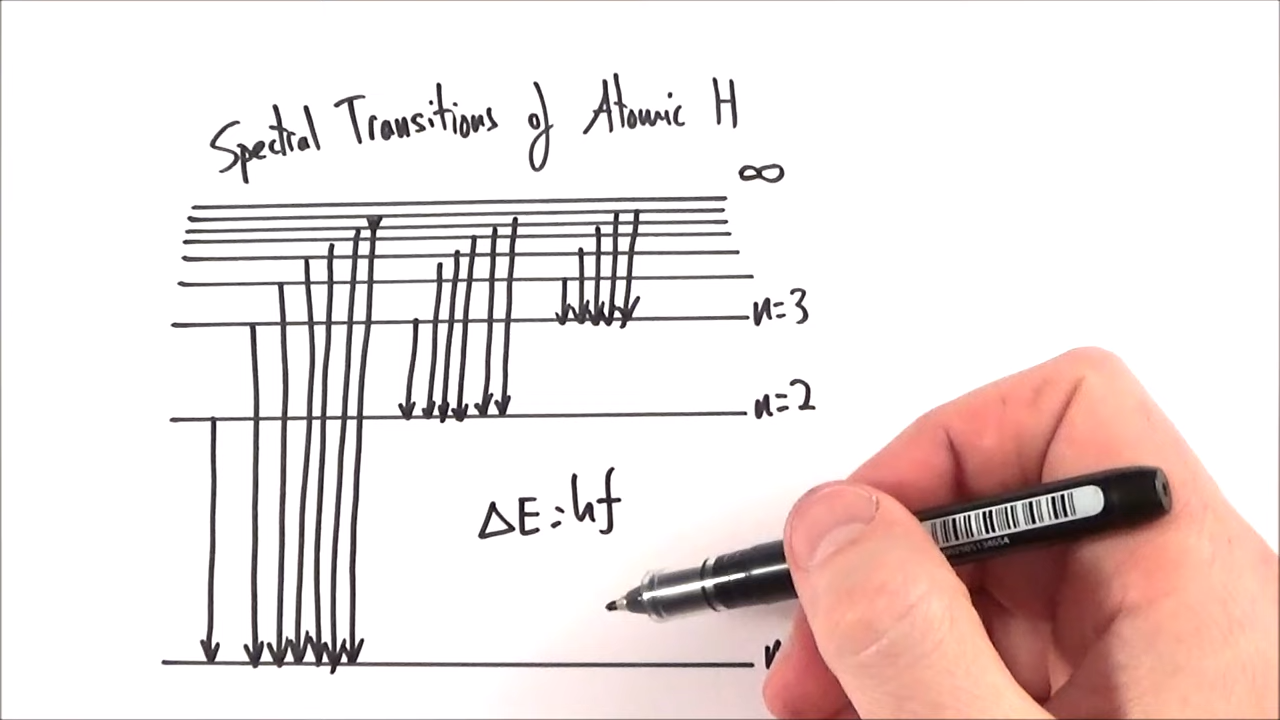 Spectral Transitions of Atomic H
∞
n=3
n=2
ΔE=hf